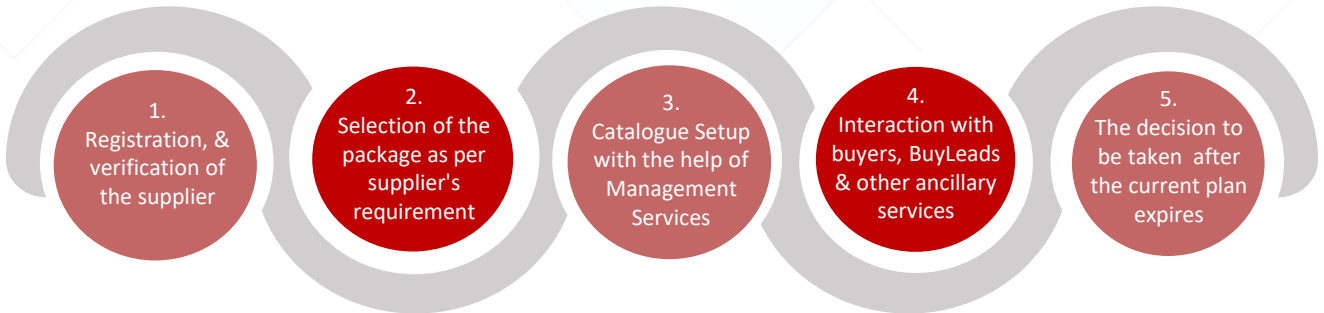 1.
Registration, &
verification of
the supplier
2.
Selection of the
package as per
supplier's
requirement
3.
Catalogue Setup
with the help of
Management
Services
4.
Interaction with
buyers, BuyLeads
& other ancillary
services
5.
The decision to
be taken after
the current plan
expires